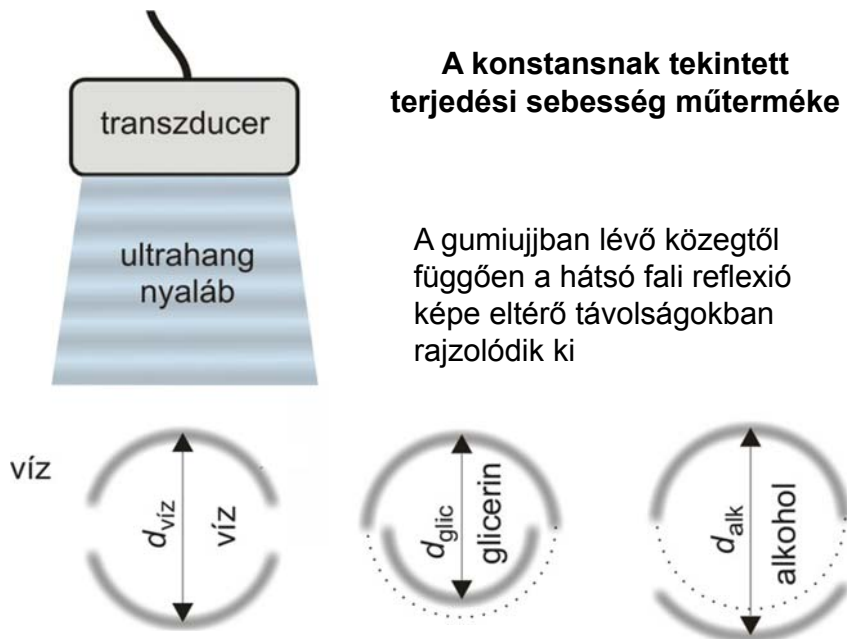 transzducer
A konstansnak tekintett
terjedési sebesség műterméke
ultrahang
nyaláb
A gumiujjban lévő közegtől
függően a hátsó fali reflexió
képe eltérő távolságokban
rajzolódik ki
víz
dvíz
víz
dglic
glicerin
dalk
alkohol